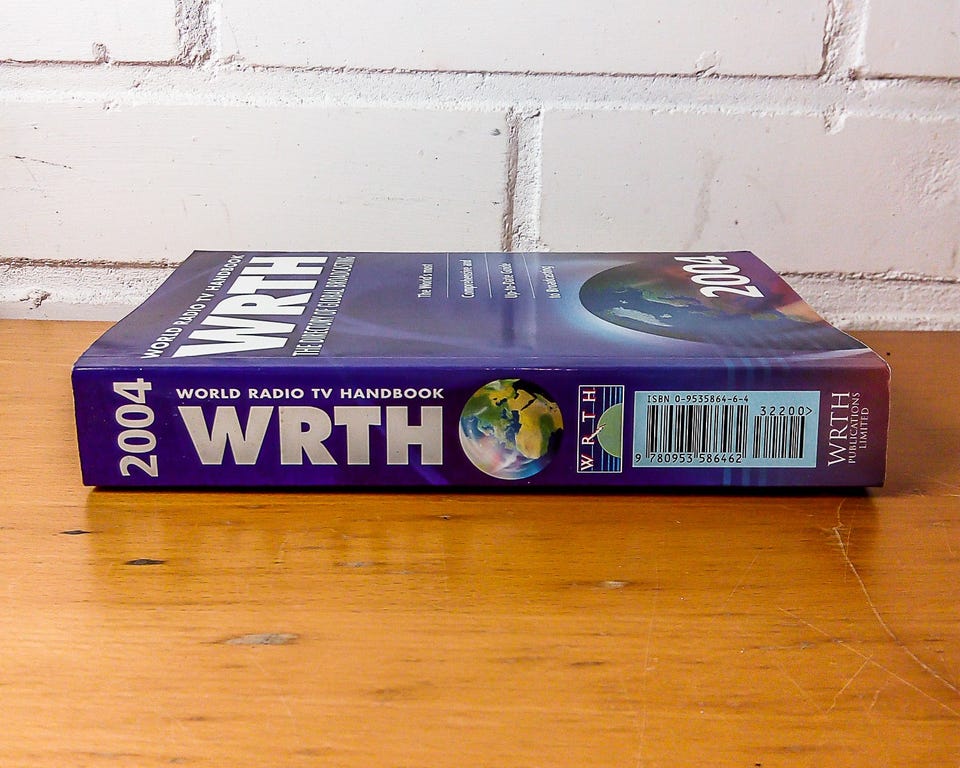 WORLD RADIO TV HANDBOOK
WRTH
THE DIRECTORY OF GLOBAL BROADCASTING
The World's most
Comprehensive and
Up-to-Date Guide
to Broadcasting
2004
2004
WORLD RADIO TV HANDBOOK
WRTH
WRTH
ISBN 0-9535864-6-4
32200>
9 780953 586462
WRTH
PUBLICATIONS
LIMITED